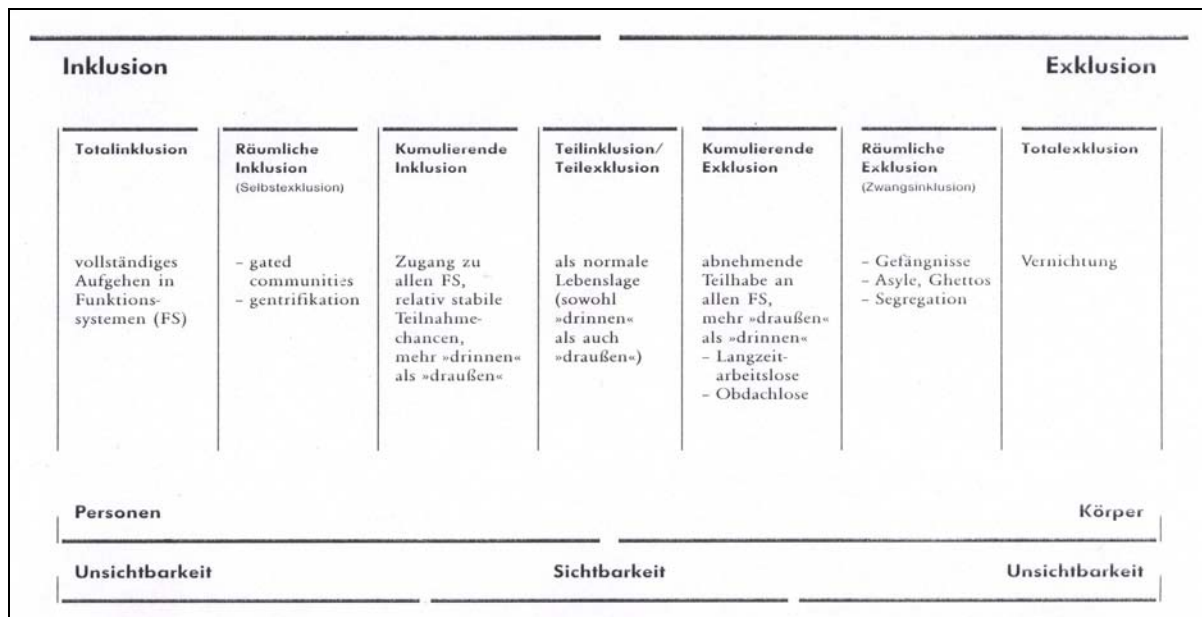 Inklusion
Exklusion
Totalinklusion
vollständiges
Aufgehen in
Funktions-
systemen (FS)
Räumliche
Inklusion
(Selbstexklusion)
– gated
communities
– gentrifikation
Kumulierende
Inklusion
Zugang zu
allen FS,
relativ stabile
Teilnahme-
chancen,
mehr »drinnen«
als »draußen«
Teilinklusion/
Teilexklusion
als normale
Lebenslage
(sowohl
»drinnen«
als auch
»draußen«)
Kumulierende
Exklusion
abnehmende
Teilhabe an
allen FS,
mehr »draußen«
als »drinnen«
– Langzeit-
arbeitslose
– Obdachlose
Räumliche
Exklusion
(Zwangsinklusion)
– Gefängnisse
– Asyle, Ghettos
– Segregation
Totalexklusion
Vernichtung
Personen
Körper
Unsichtbarkeit
Sichtbarkeit
Unsichtbarkeit